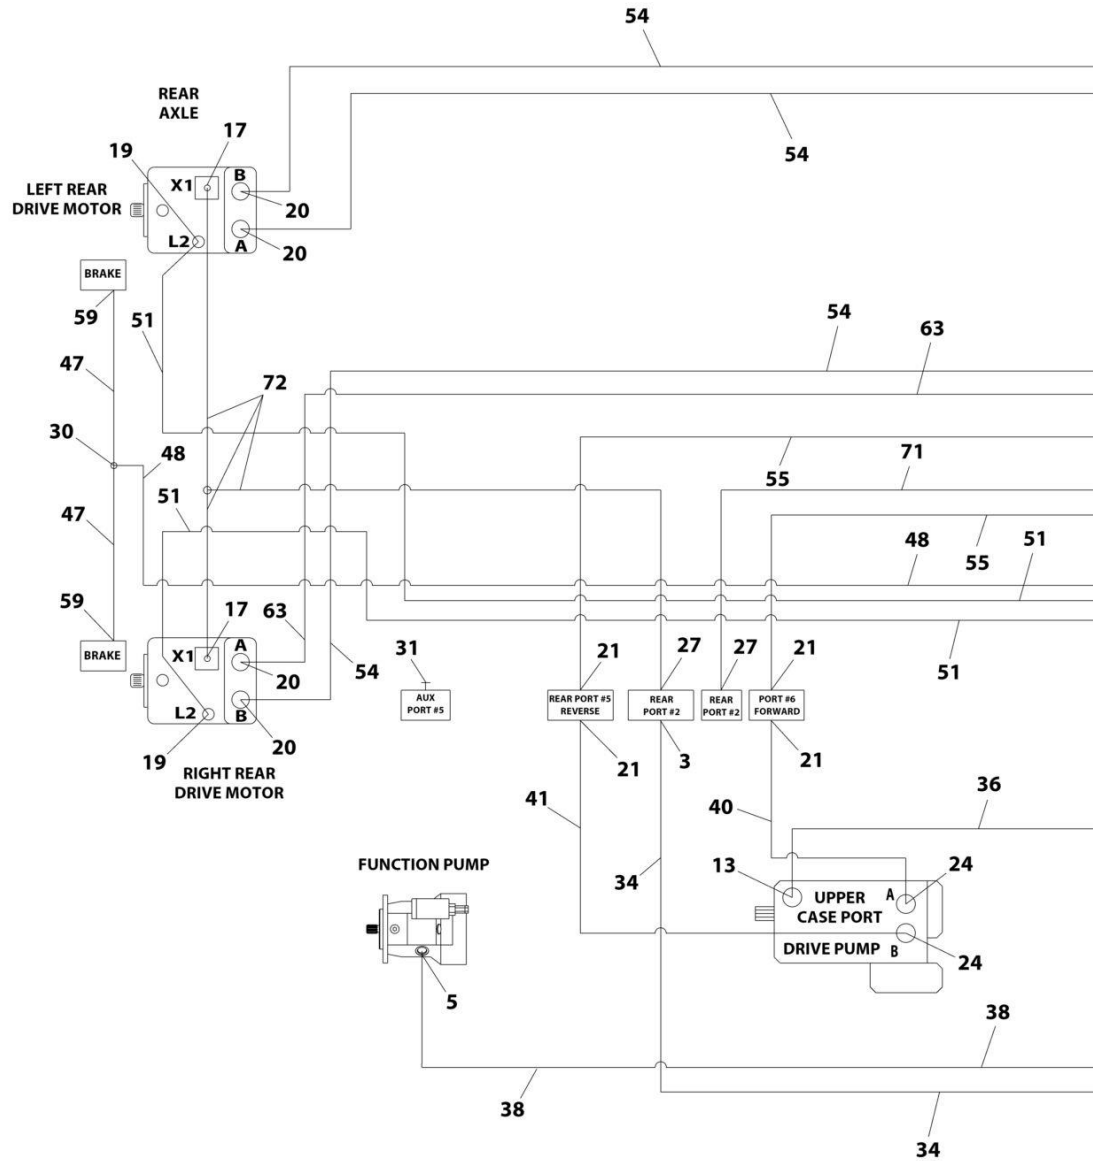 54
REAR
AXLE
17
19
54
B
X1
LEFT REAR
DRIVE MOTOR
20
L2
A
20
BRAKE
59
51
54
63
47
72
30
48
55
71
51
47
48
55
51
59
17
63
A
BRAKE
X1
31
21
27
27
21
54
51
20
AUX
PORT #5
REAR PORT #5
REVERSE
REAR
PORT #2
REAR
PORT #2
PORT #6
FORWARD
B
L2
19
20
21
3
21
RIGHT REAR
DRIVE MOTOR
41
40
36
FUNCTION PUMP
34
13
24
UPPER
CASE PORT
A
DRIVE PUMP
B
24
5
38
38
34